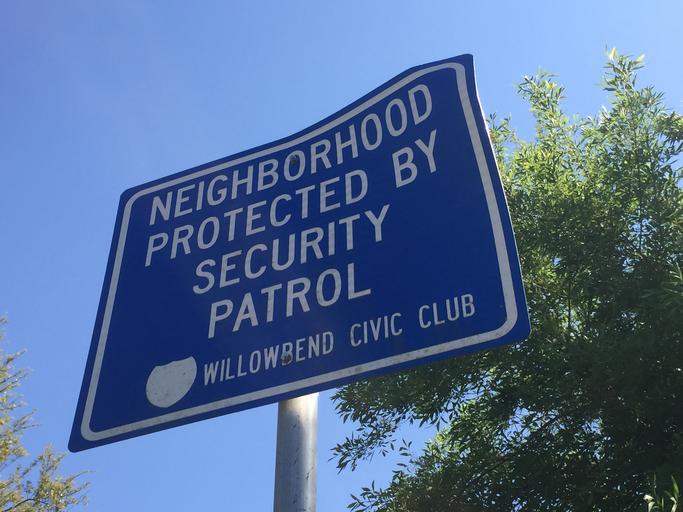 NEIGHBORHOOD
PROTECTED BY
SECURITY
PATROL
WILLOWBEND CIVIC CLUB